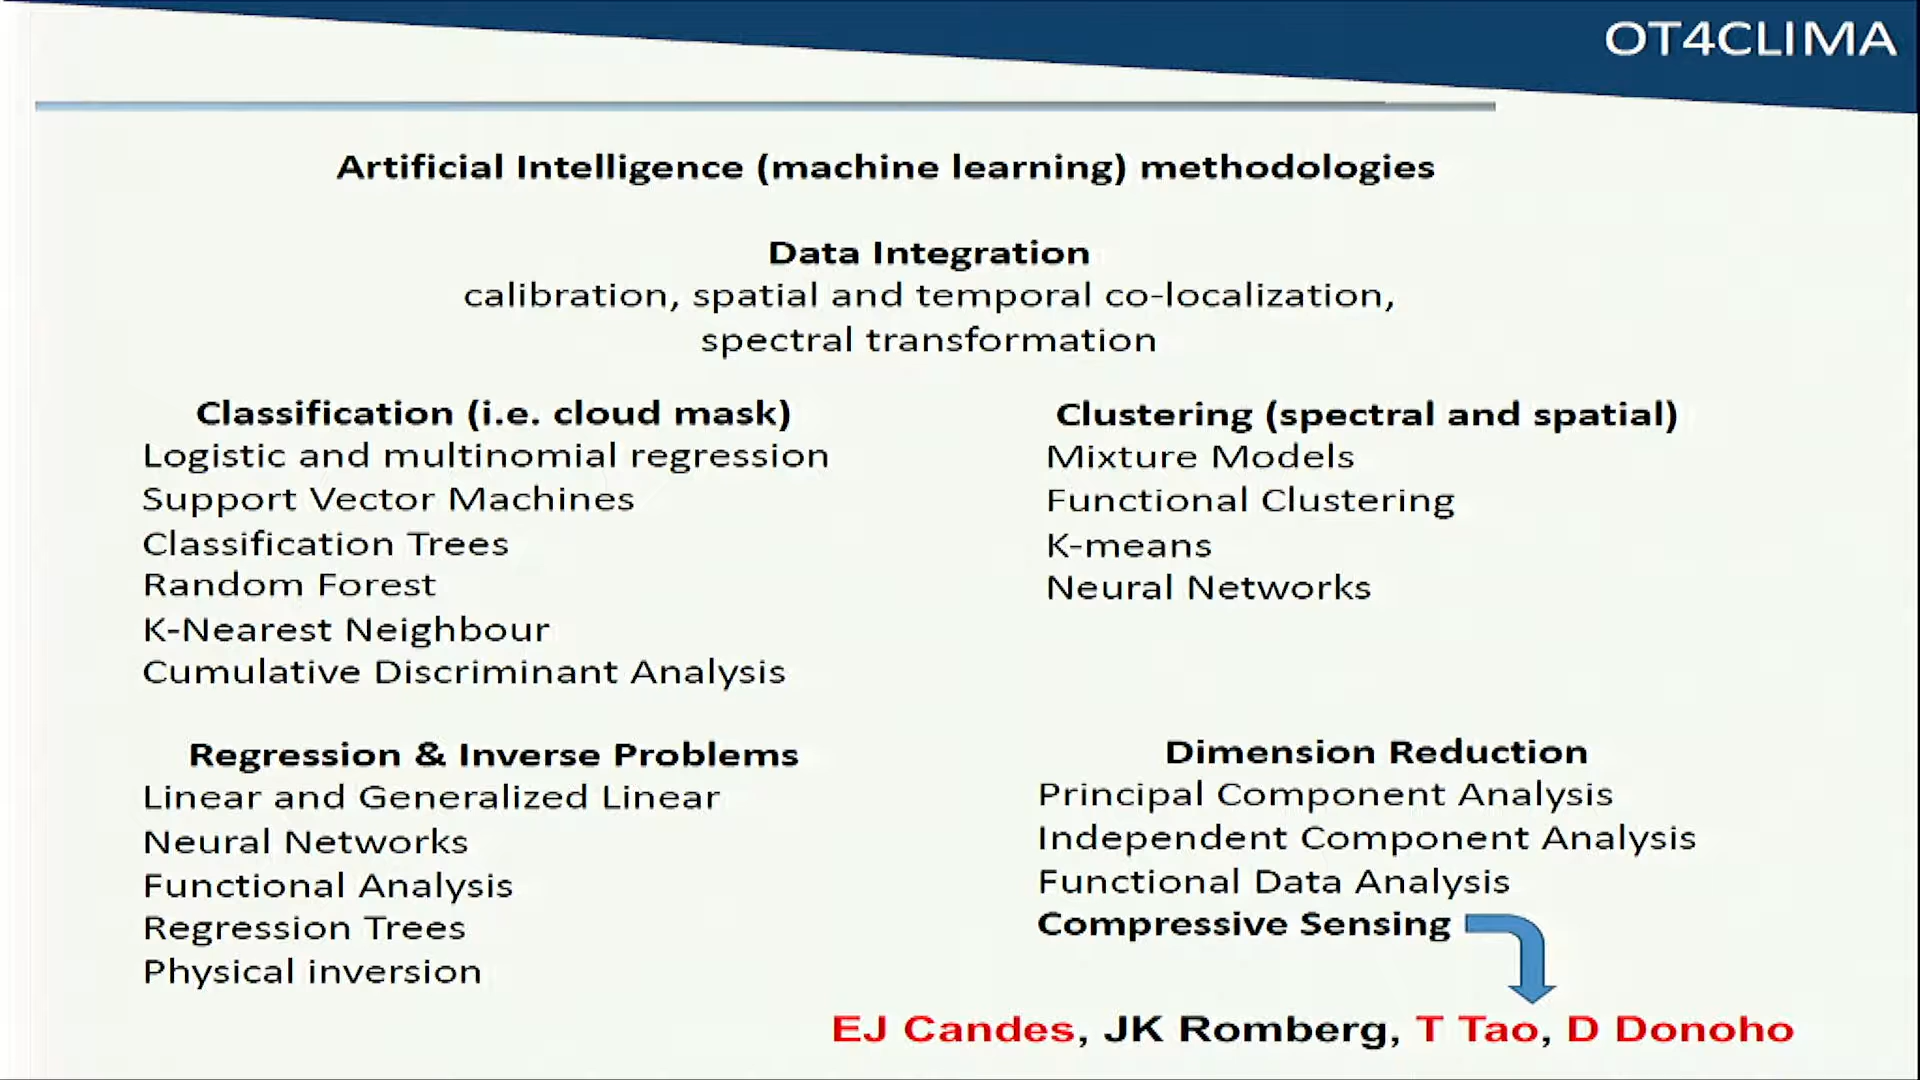 OT4CLIMA
Artificial Intelligence (machine learning) methodologies
Data Integration
calibration, spatial and temporal co-localization,
spectral transformation
Classification (i.e. cloud mask)
Logistic and multinomial regression
Support Vector Machines
Classification Trees
Random Forest
K-Nearest Neighbour
Cumulative Discriminant Analysis
Clustering (spectral and spatial)
Mixture Models
Functional Clustering
K-means
Neural Networks
Regression & Inverse Problems
Linear and Generalized Linear
Neural Networks
Functional Analysis
Regression Trees
Physical inversion
Dimension Reduction
Principal Component Analysis
Independent Component Analysis
Functional Data Analysis
Compressive Sensing
EJ Candes, JK Romberg, T Tao, D Donoho